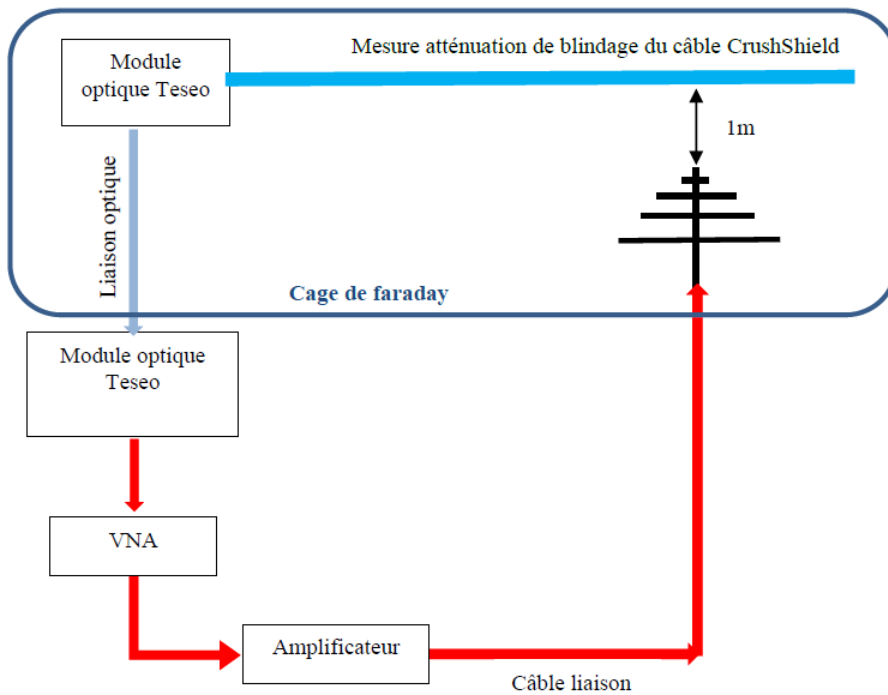 Mesure atténuation de blindage du câble CrushShield
Module
optique Teseo
1m
Liaison optique
Cage de faraday
Module optique
Teseo
VNA
Amplificateur
Câble liaison